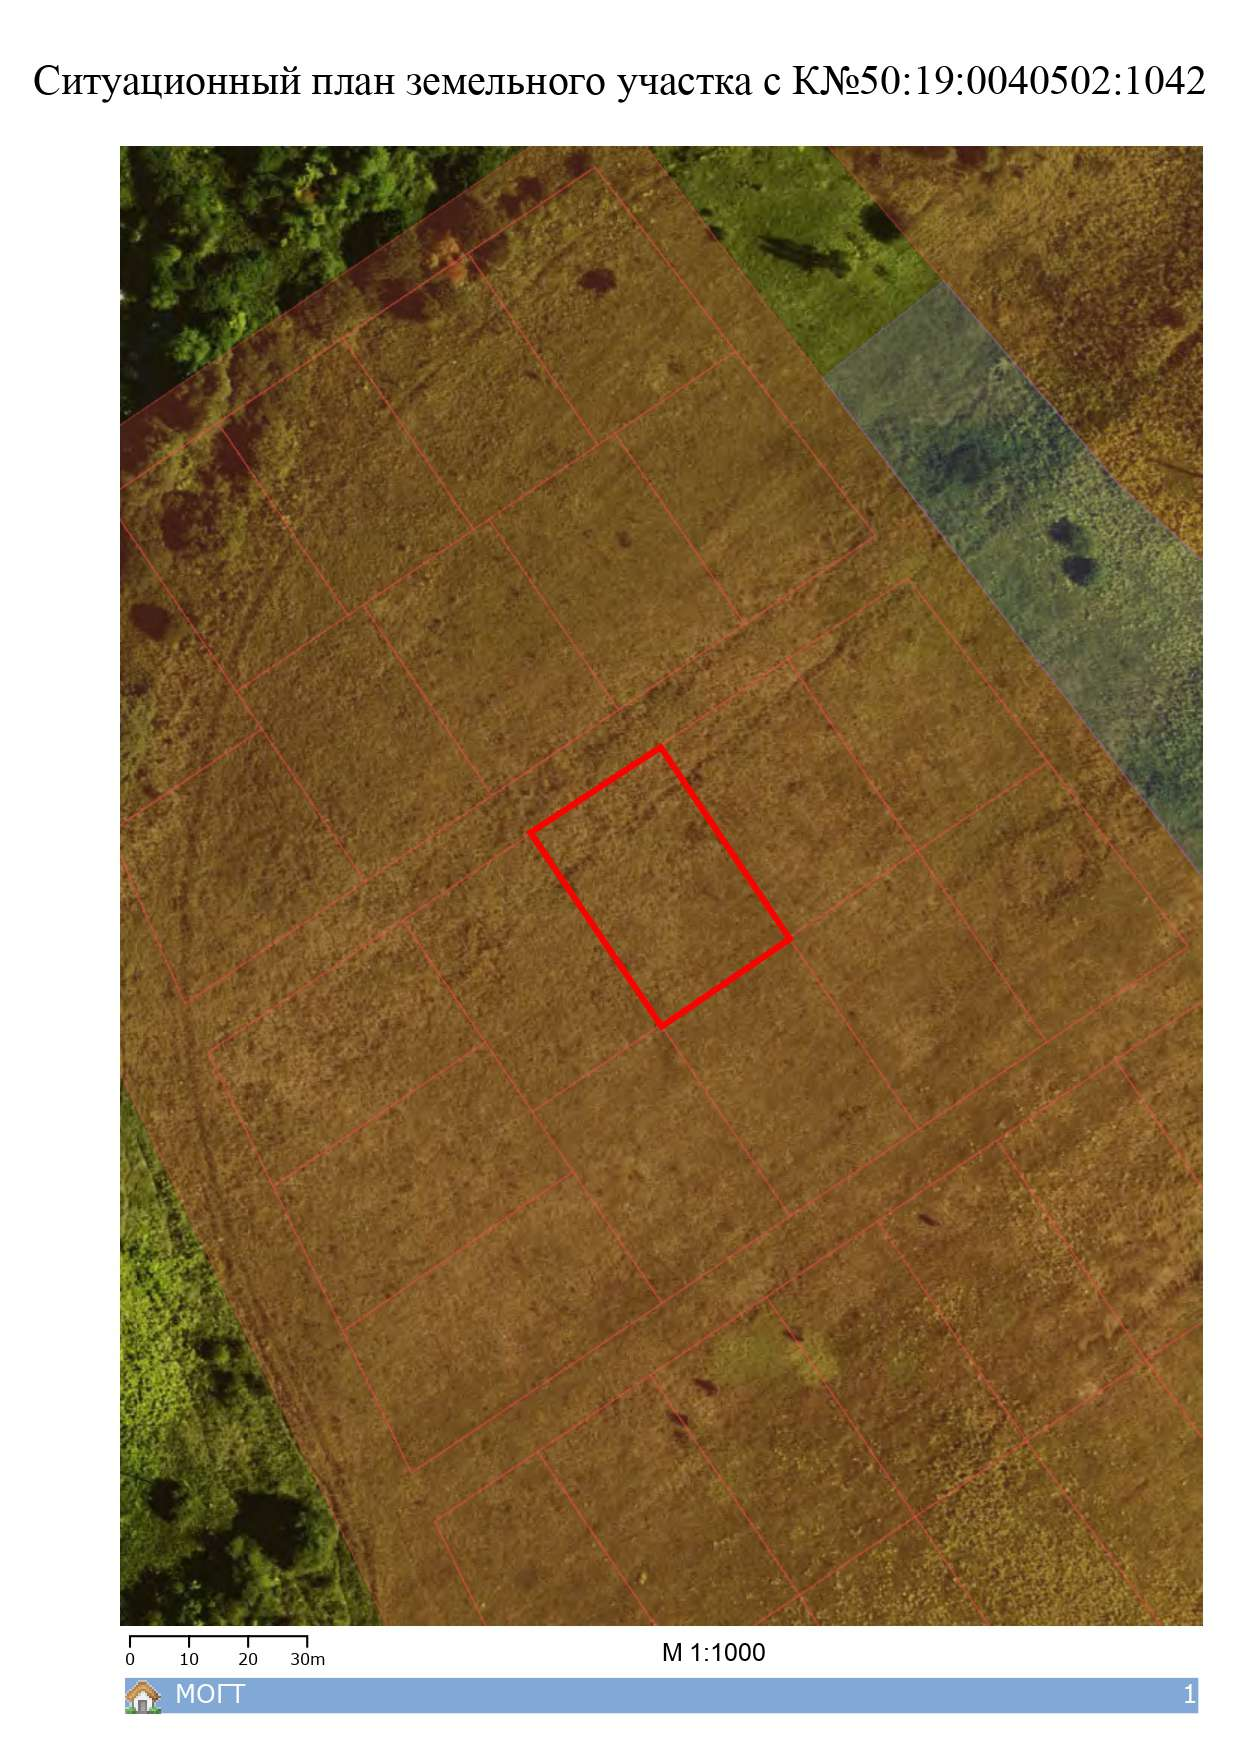 Ситуационный план земельного участка с К№50:19:0040502:1042
0 10 20 30m
М 1:1000
МОГТ 1